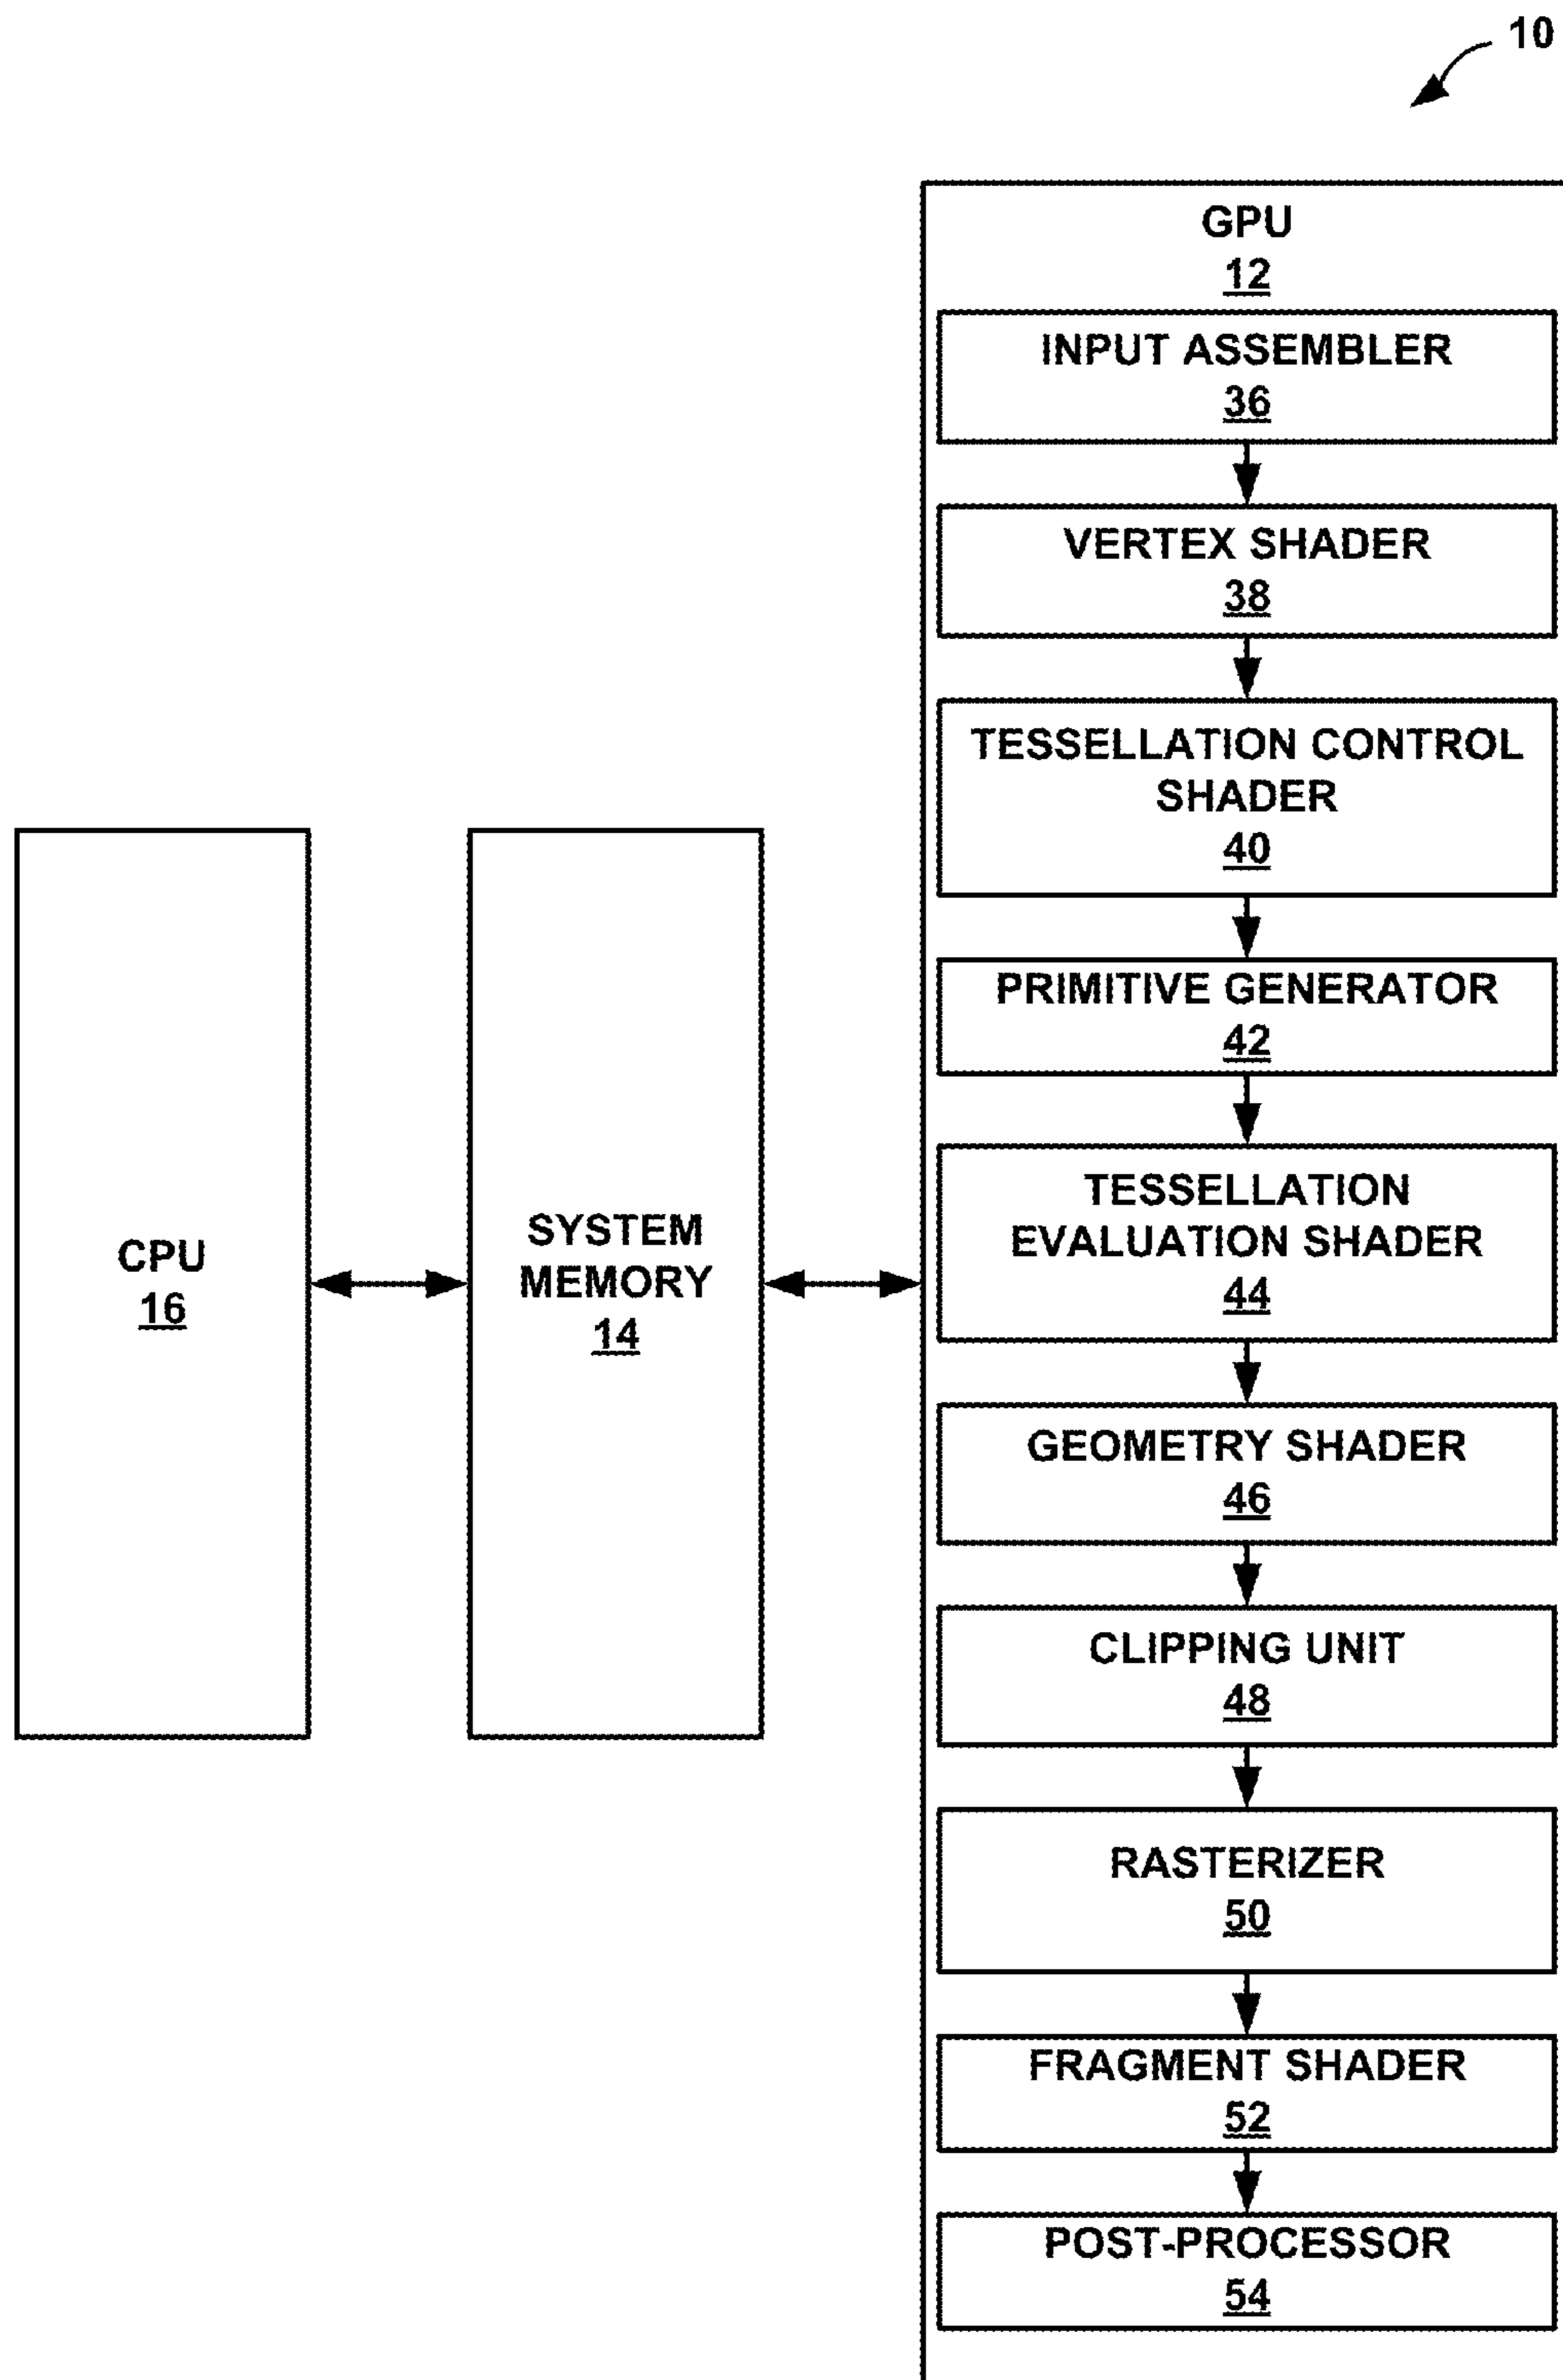 10
GPU
12
INPUT ASSEMBLER
36
VERTEX SHADER
38
TESSELLATION CONTROL
SHADER
40
PRIMITIVE GENERATOR
42
TESSELLATION
EVALUATION SHADER
44
GEOMETRY SHADER
46
CLIPPING UNIT
48
RASTERIZER
50
FRAGMENT SHADER
52
POST-PROCESSOR
54
CPU
16
SYSTEM
MEMORY
14